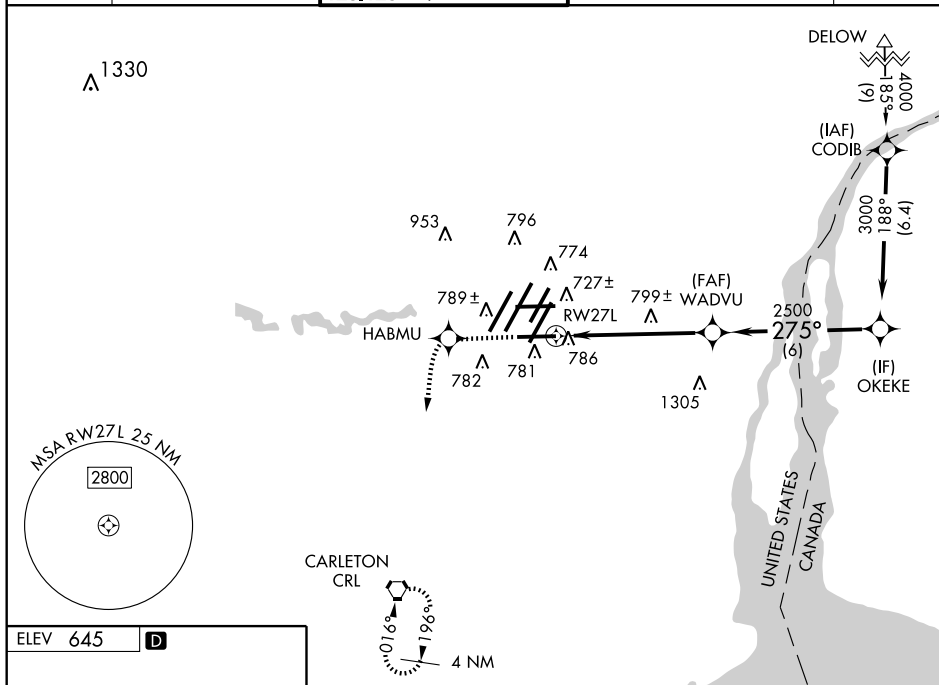 1330
DELOW
4000
185°
(9)
(IAF)
CODIB
3000
188°
(6.4)
953
796
774
727±
789±
RW27L
799±
(FAF)
WADVU
2500
275°
(6)
HABMU
782
781
786
1305
(IF)
OKEKE
MSA RW27L 25 NM
2800
UNITED STATES
CANADA
CARLETON
CRL
016°
196°
4 NM
ELEV 645
D